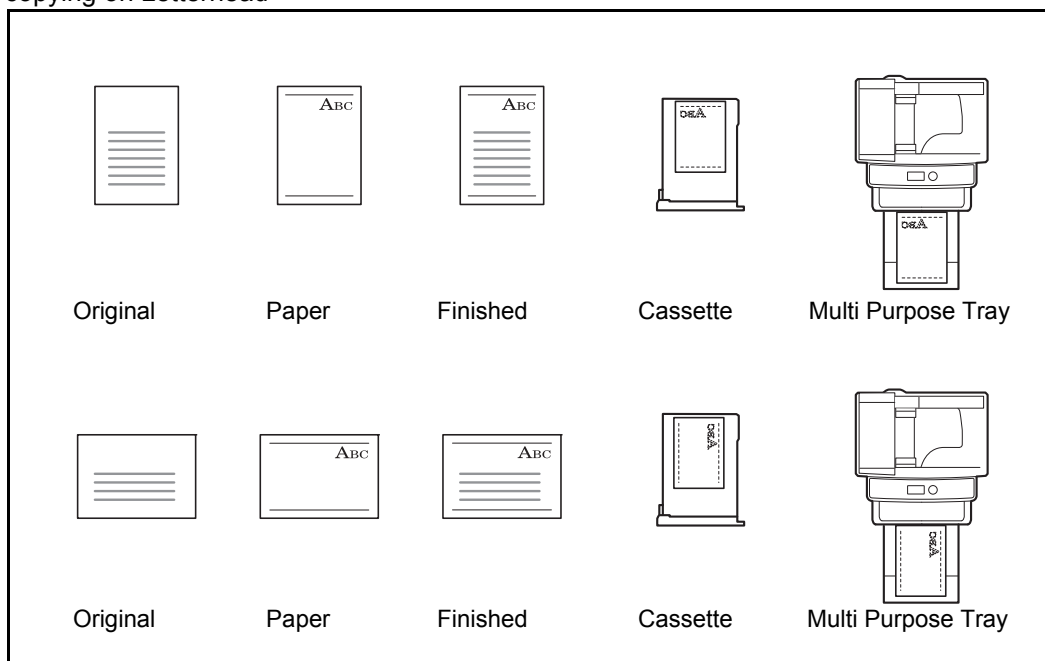 copying on Letterhead
ABC ABC ABC ABC
Original Paper Finished Cassette Multi Purpose Tray
ABC ABC ABC ABC
Original Paper Finished Cassette Multi Purpose Tray